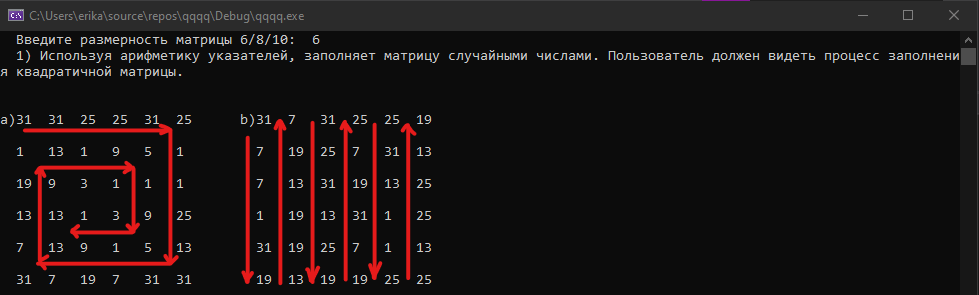 C:\Users\erika\source\repos\qqqq\Debug\qqqq.exe
Введите размерность матрицы 6/8/10: 6
1) Используя арифметику указателей, заполняет матрицу случайными числами. Пользователь должен видеть процесс заполнени
я квадратичной матрицы.
a)31 31 25 25 31 25 b)31 7 31 25 25 19
1 13 1 9 5 1 7 19 25 7 31 13
19 9 3 1 1 1 7 13 31 19 13 25
13 13 1 3 9 25 1 19 13 31 1 25
7 13 9 1 5 13 31 19 25 7 1 13
31 7 19 7 31 31 19 13 19 19 25 25